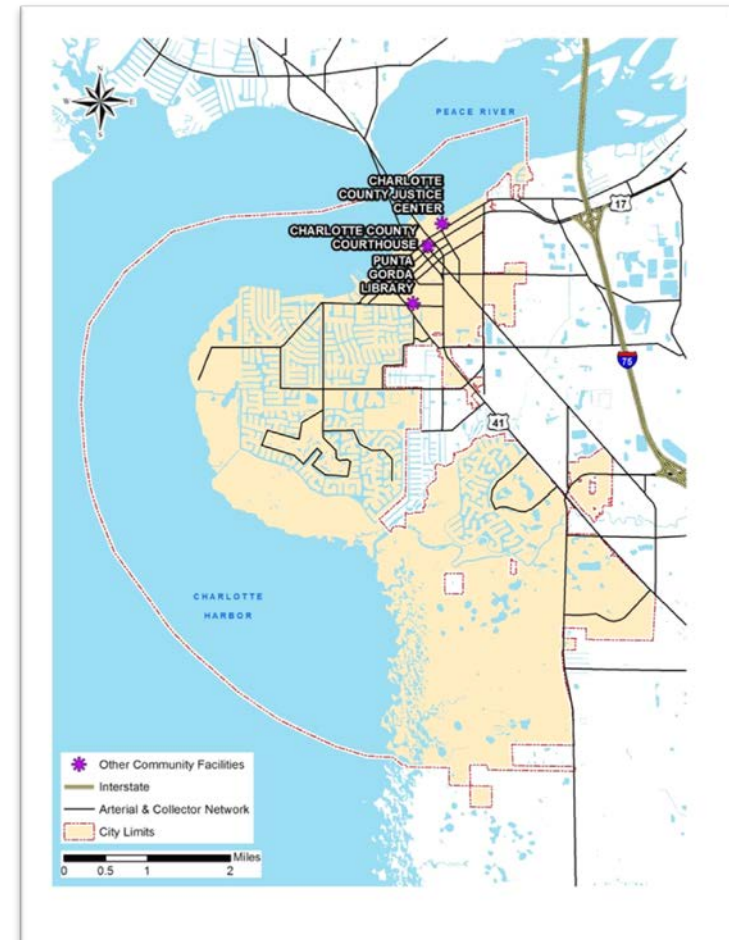 N
W E
S
PEACE RIVER
CHARLOTTE
COUNTY JUSTICE
CENTER
17
CHARLOTTE COUNTY
COURTHOUSE
PUNTA
GORDA
LIBRARY
75
41
CHARLOTTE
HARBOR
Other Community Facilities
Interstate
Arterial & Collector Network
City Limits
Miles
0 0.5 1 2